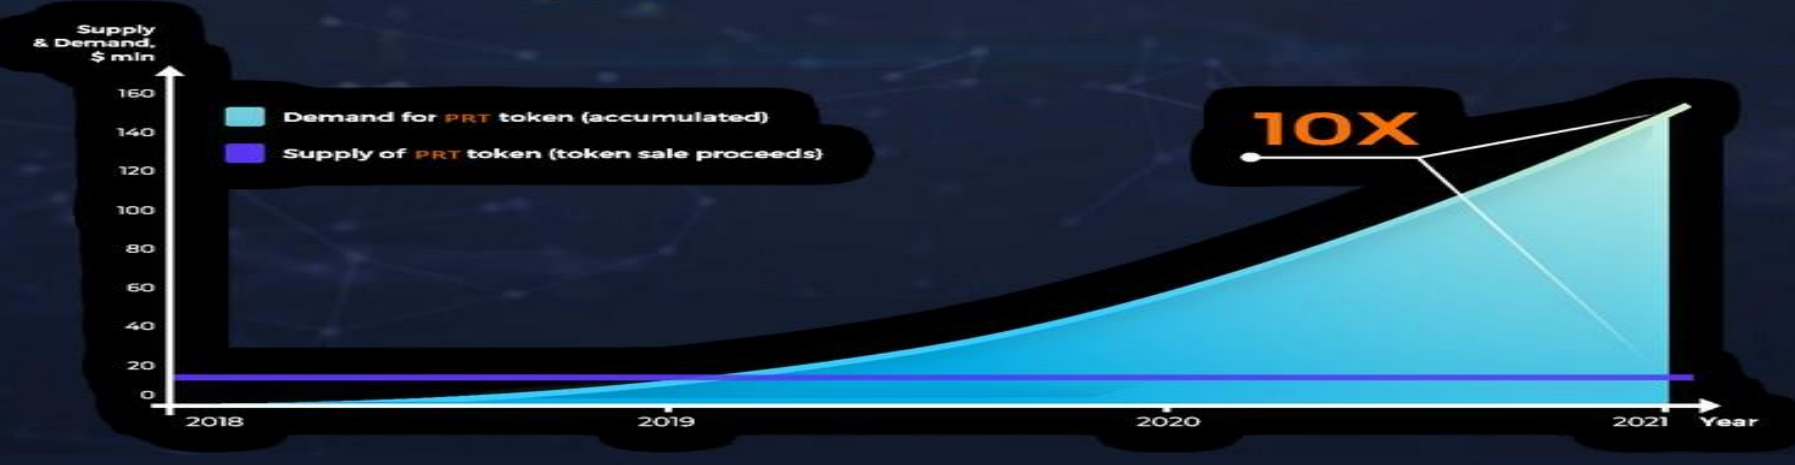 Supply
& Demand,
$ mln
160
140
120
100
80
60
40
20
0
Demand for PRT token (accumulated)
Supply of PRT token (token sale proceeds)
10X
2018 2019 2020 2021 Year